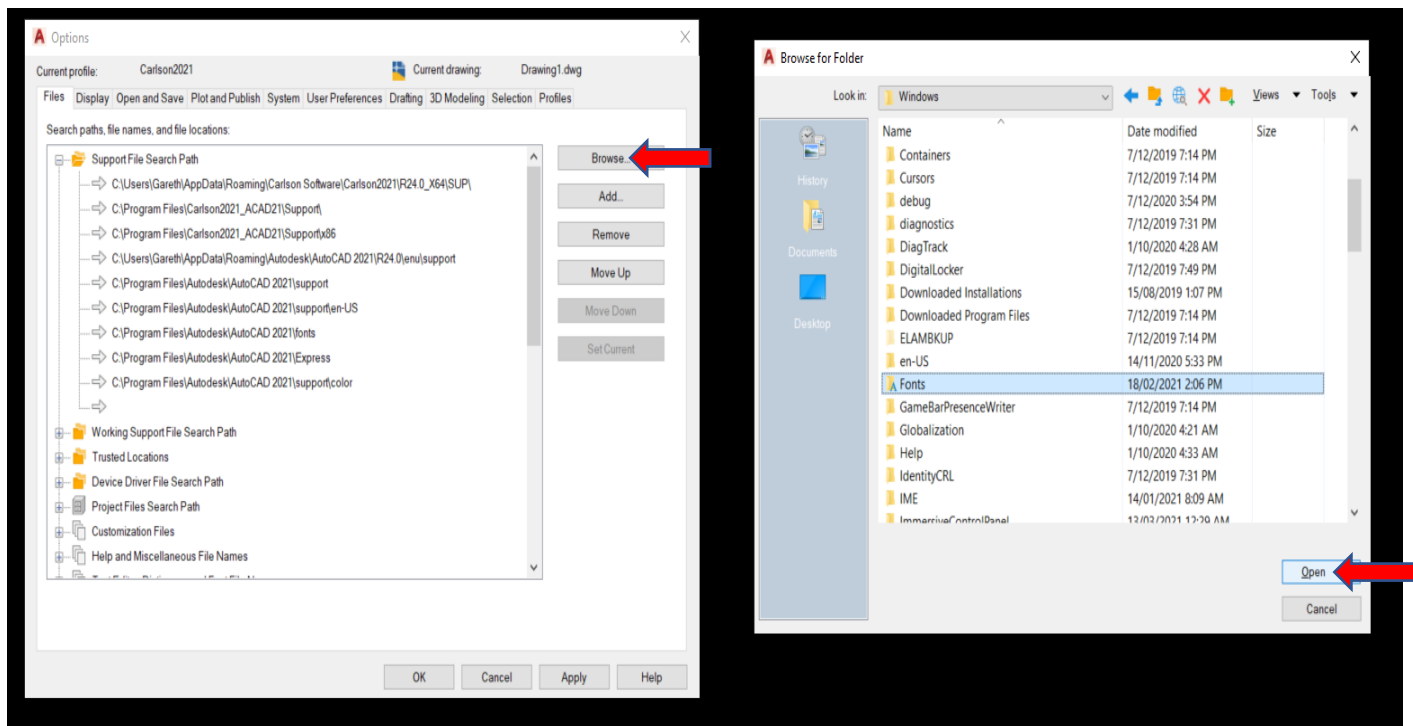 Options
Current profile: Carlson2021 Current drawing: Drawing1.dwg
Files Display Open and Save Plot and Publish System User Preferences Drafting 3D Modeling Selection Profiles
Search paths, file names, and file locations:
Support File Search Path
C:\Users\Gareth\AppData\Roaming\Carlson Software\Carlson2021\R24.0_X64\SUP\
C:\Program Files\Carlson2021_ACAD21\Support\
C:\Program Files\Carlson2021_ACAD21\Support\x86
C:\Users\Gareth\AppData\Roaming\Autodesk\AutoCAD 2021\R24.0\enu\support
C:\Program Files\Autodesk\AutoCAD 2021\support
C:\Program Files\Autodesk\AutoCAD 2021\support\en-US
C:\Program Files\Autodesk\AutoCAD 2021\fonts
C:\Program Files\Autodesk\AutoCAD 2021\Express
C:\Program Files\Autodesk\AutoCAD 2021\support\color
Working Support File Search Path
Trusted Locations
Device Driver File Search Path
Project Files Search Path
Customization Files
Help and Miscellaneous File Names
Browse...
Add...
Remove
Move Up
Move Down
Set Current
OK Cancel Apply Help
Browse for Folder
Look in: Windows Views Tools
History
Documents
Desktop
Name Date modified Size
Containers 7/12/2019 7:14 PM
Cursors 7/12/2019 7:14 PM
debug 7/12/2020 3:54 PM
diagnostics 7/12/2019 7:31 PM
DiagTrack 1/10/2020 4:28 AM
DigitalLocker 7/12/2019 7:49 PM
Downloaded Installations 15/08/2019 1:07 PM
Downloaded Program Files 7/12/2019 7:14 PM
ELAMBKUP 7/12/2019 7:14 PM
en-US 14/11/2020 5:33 PM
Fonts 18/02/2021 2:06 PM
GameBarPresenceWriter 7/12/2019 7:14 PM
Globalization 1/10/2020 4:21 AM
Help 1/10/2020 4:33 AM
IdentityCRL 7/12/2019 7:31 PM
IME 14/01/2021 8:09 AM
ImmersiveControlPanel 13/03/2021 12:29 AM
Open
Cancel